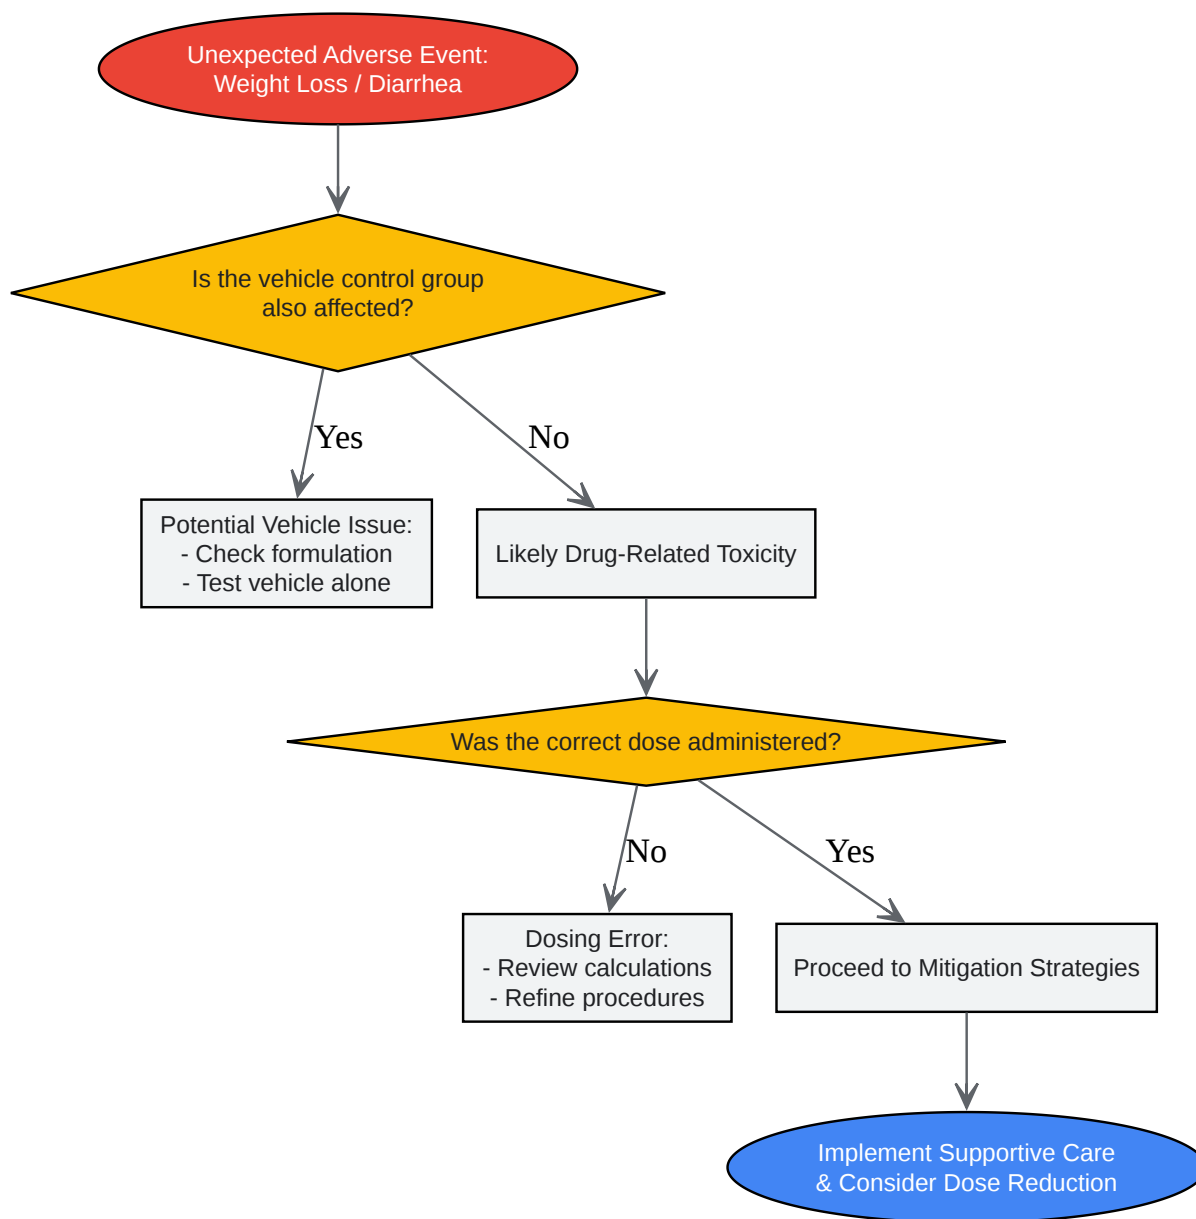 Unexpected Adverse Event:
Weight Loss / Diarrhea
Is the vehicle control group
also affected?
Yes
No
Potential Vehicle Issue:
- Check formulation
- Test vehicle alone
Likely Drug-Related Toxicity
Was the correct dose administered?
No
Yes
Dosing Error:
- Review calculations
- Refine procedures
Proceed to Mitigation Strategies
Implement Supportive Care
& Consider Dose Reduction